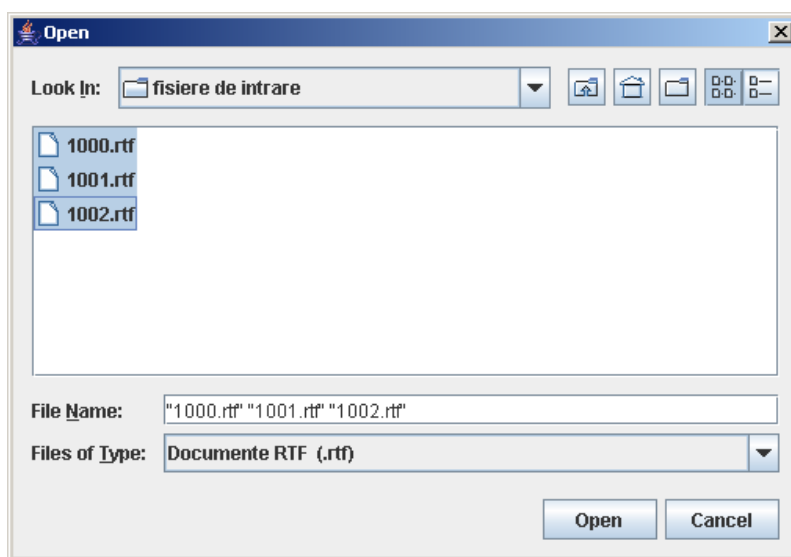 Open
Look In: fisiere de intrare
1000.rtf
1001.rtf
1002.rtf
File Name: "1000.rtf" "1001.rtf" "1002.rtf"
Files of Type: Documente RTF (.rtf)
Open Cancel